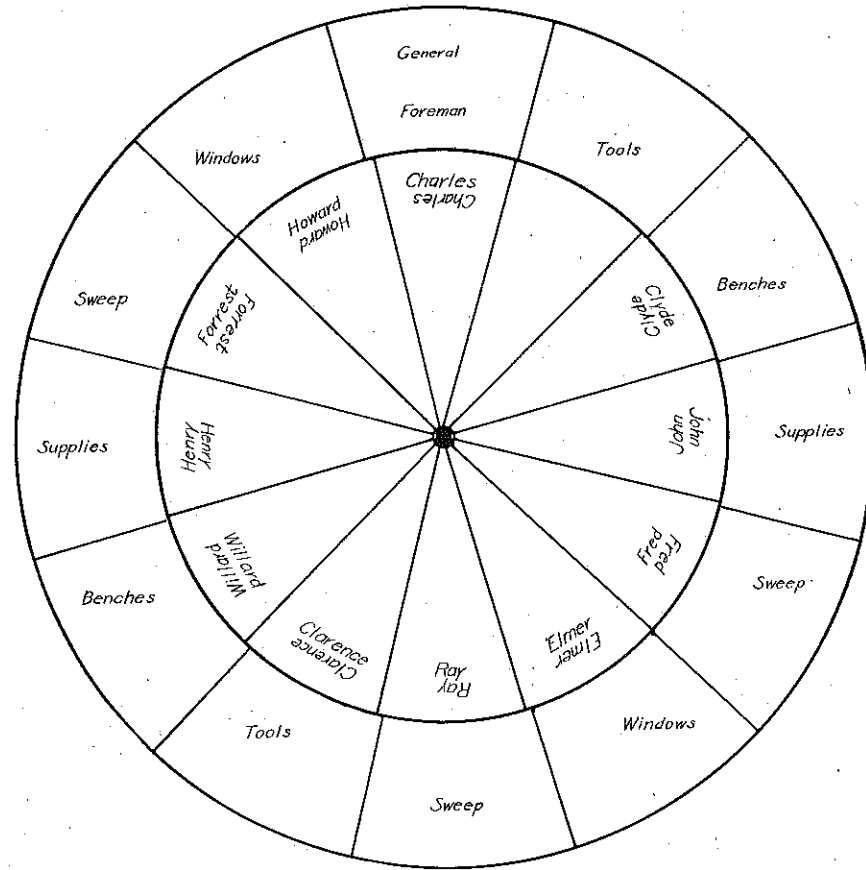 General
Foreman
Tools
Benches
Supplies
Sweep
Windows
Sweep
Tools
Benches
Supplies
Sweep
Windows
Charles
Charles
Clyde
Clyde
John
John
Fred
Fred
Elmer
Elmer
Ray
Ray
Clarence
Clarence
Willard
Willard
Henry
Henry
Forrest
Forrest
Howard
Howard